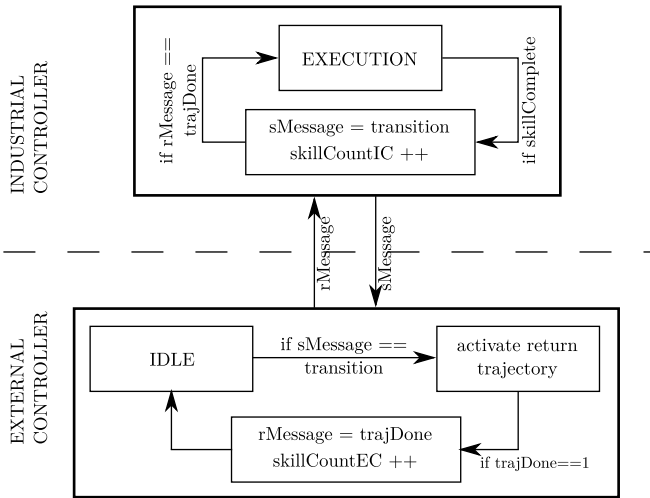 INDUSTRIAL
CONTROLLER
if rMessage ==
trajDone
EXECUTION
if skillComplete
sMessage = transition
skillCountIC ++
rMessage
sMessage
EXTERNAL
CONTROLLER
IDLE
if sMessage ==
transition
activate return
trajectory
rMessage = trajDone
skillCountEC ++
if trajDone==1